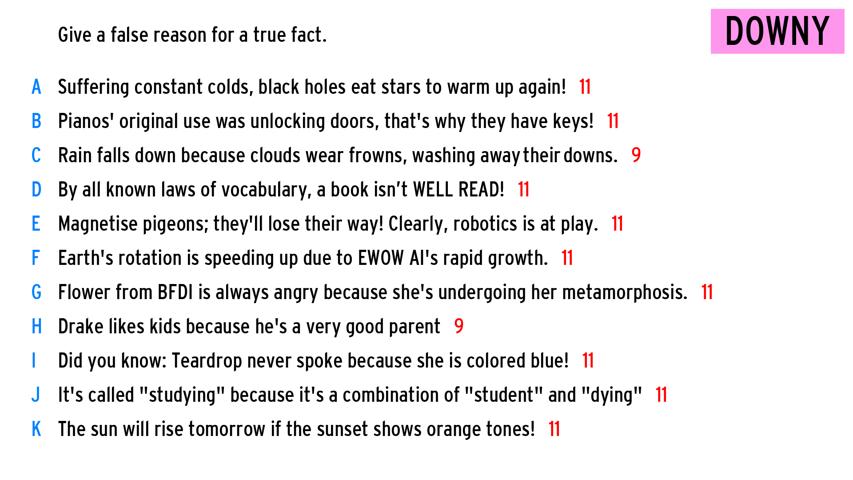 Give a false reason for a true fact.
DOWNY
A Suffering constant colds, black holes eat stars to warm up again! 11
B Pianos' original use was unlocking doors, that's why they have keys! 11
C Rain falls down because clouds wear frowns, washing away their downs. 9
D By all known laws of vocabulary, a book isn’t WELL READ! 11
E Magnetise pigeons; they'll lose their way! Clearly, robotics is at play. 11
F Earth's rotation is speeding up due to EWOW AI's rapid growth. 11
G Flower from BFDI is always angry because she's undergoing her metamorphosis. 11
H Drake likes kids because he's a very good parent 9
I Did you know: Teardrop never spoke because she is colored blue! 11
J It's called "studying" because it's a combination of "student" and "dying" 11
K The sun will rise tomorrow if the sunset shows orange tones! 11